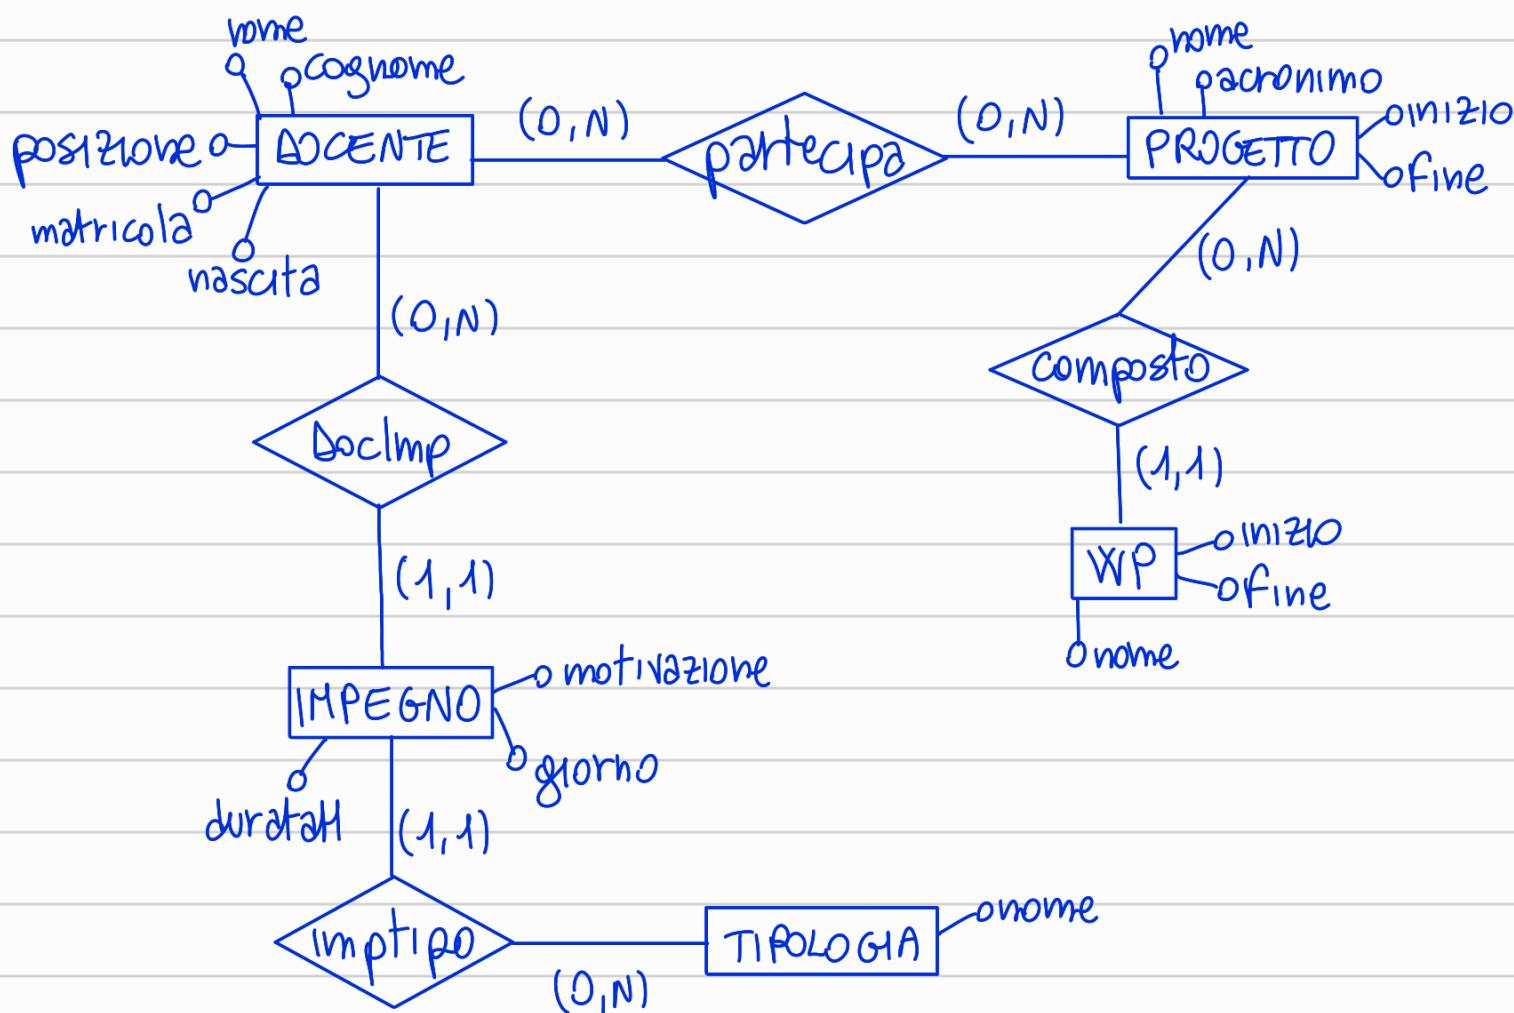 nome
cognome
posizione
DOCENTE
matricola
nascita
(0,N)
partecipa
(0,N)
nome
acronimo
PROGETTO
inizio
fine
(0,N)
(0,N)
composto
DocImp
(1,1)
(1,1)
WP
inizio
fine
nome
IMPEGNO
motivazione
giorno
durataH
(1,1)
imptipo
(0,N)
TIPOLOGIA
nome